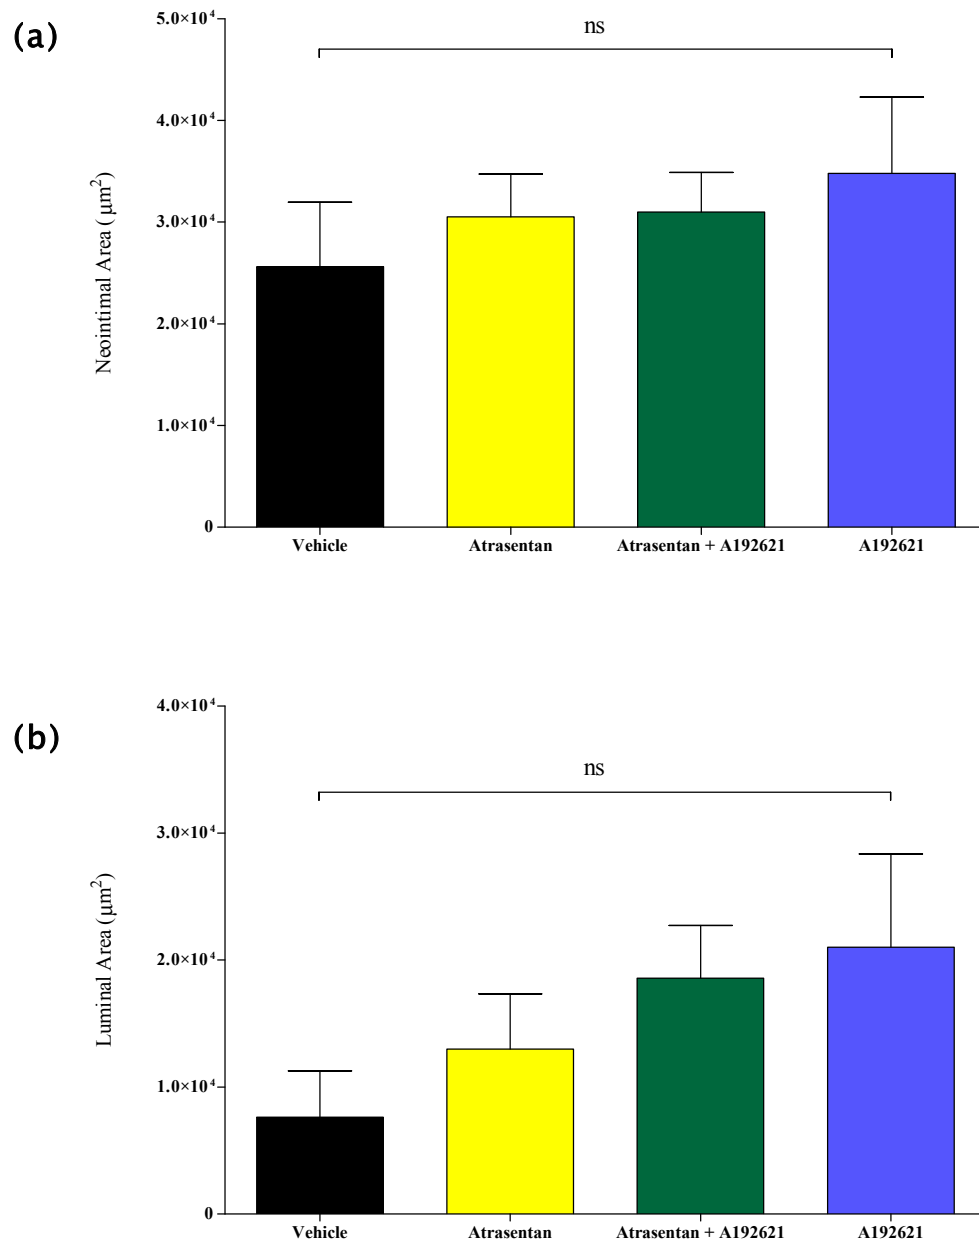 (a)
ns
5.0×10⁴
4.0×10⁴
3.0×10⁴
2.0×10⁴
1.0×10⁴
0
Neointimal Area ( μm²)
Vehicle Atrasentan Atrasentan + A192621 A192621
(b)
ns
4.0×10⁴
3.0×10⁴
2.0×10⁴
1.0×10⁴
0
Luminal Area (μm²)
Vehicle Atrasentan Atrasentan + A192621 A192621